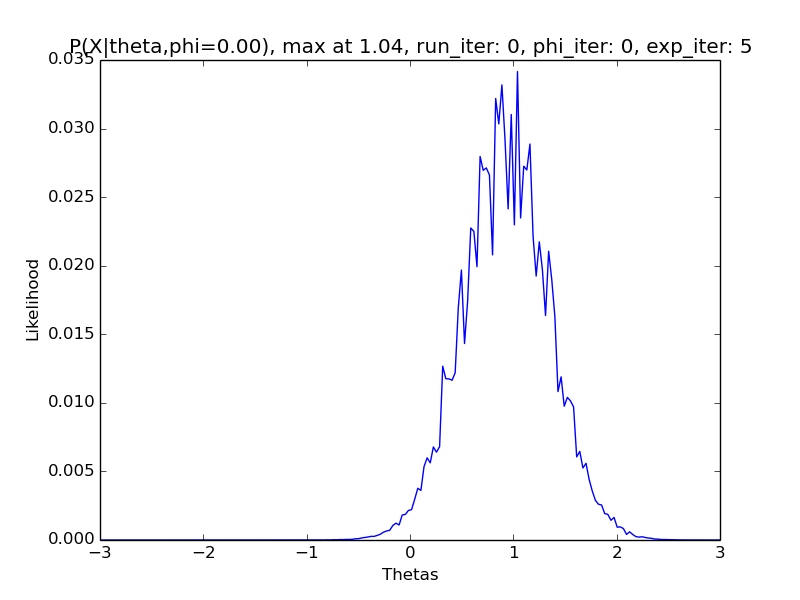 P(X|theta,phi=0.00), max at 1.04, run_iter: 0, phi_iter: 0, exp_iter: 5
0.035
0.030
0.025
0.020
0.015
0.010
0.005
0.000
Likelihood
−3 −2 −1 0 1 2 3
Thetas